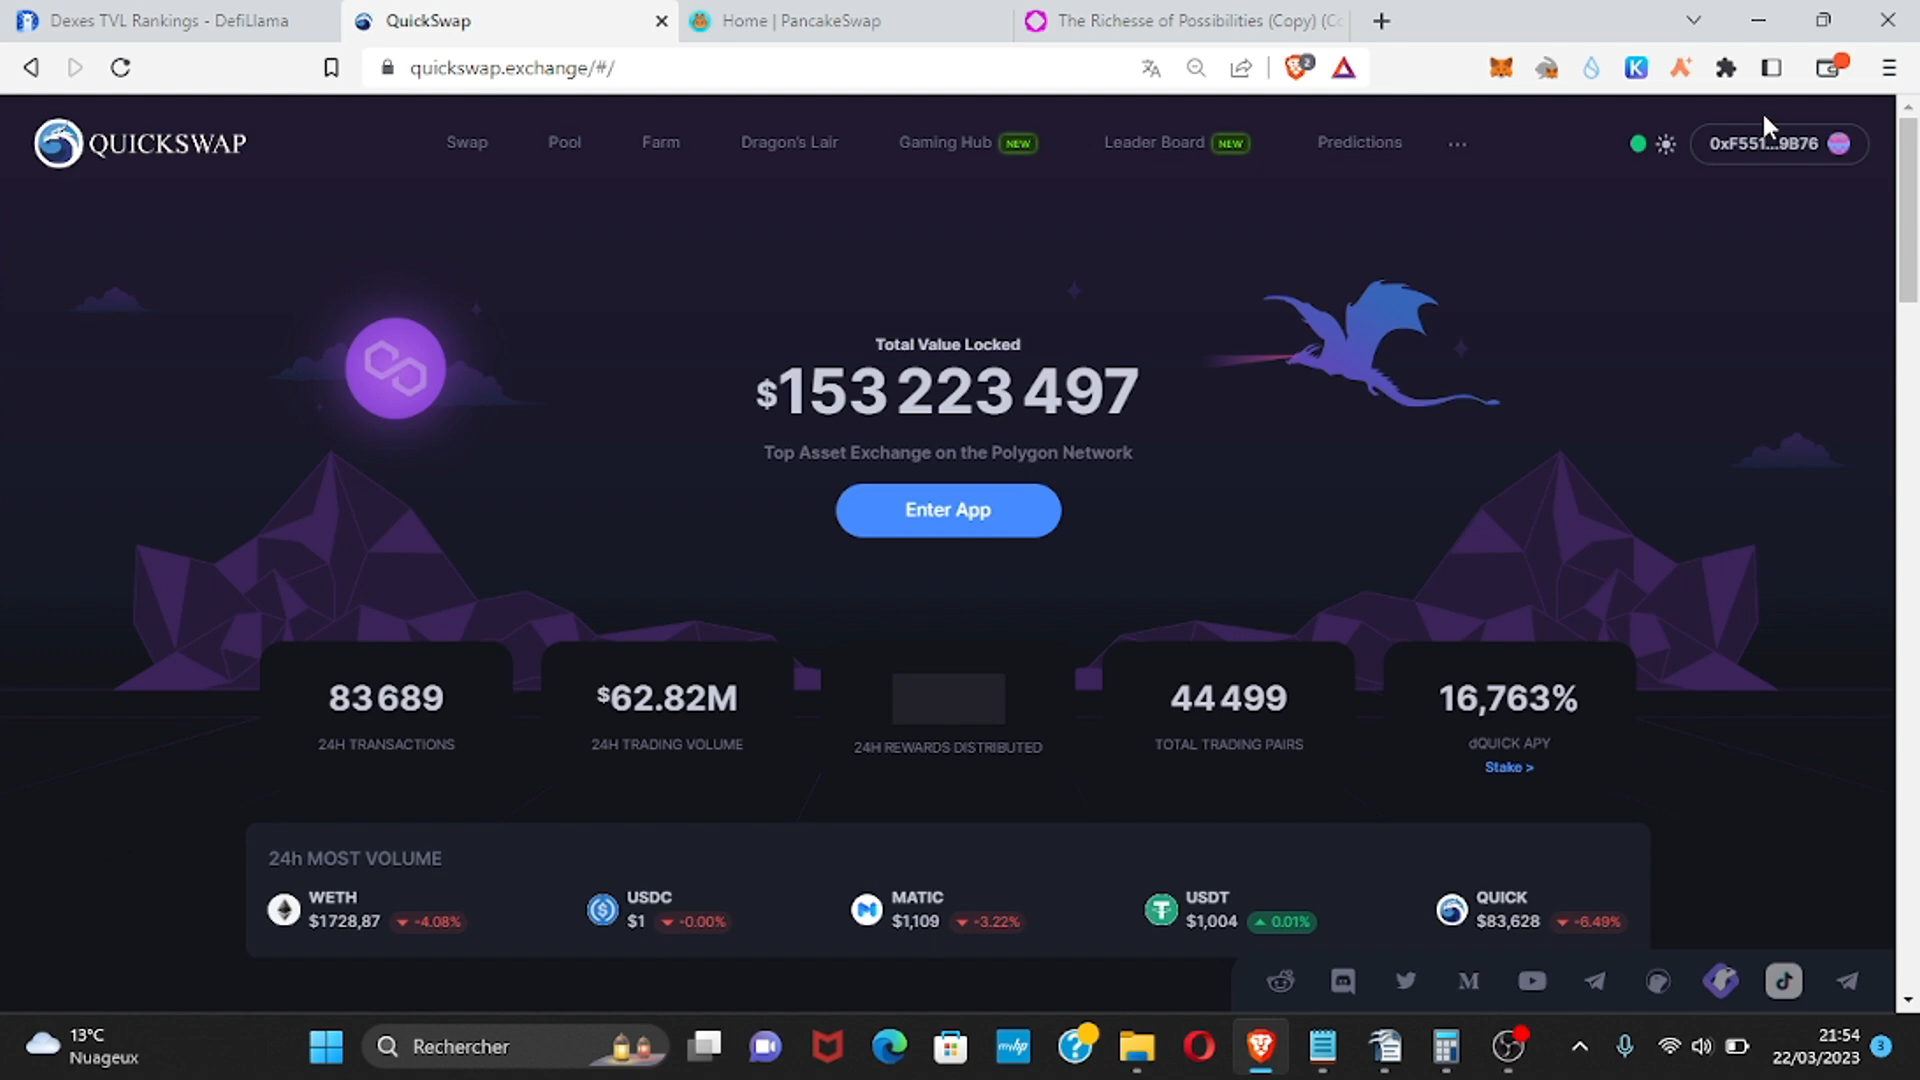 Dexes TVL Rankings - DefiLlama
QuickSwap
Home | PancakeSwap
The Richesse of Possibilities (Copy) (Co
quickswap.exchange/#/
2
QUICKSWAP
Swap
Pool
Farm
Dragon's Lair
Gaming Hub NEW
Leader Board NEW
Predictions
...
0xF551...9B76
Total Value Locked
$153 223 497
Top Asset Exchange on the Polygon Network
Enter App
83 689
24H TRANSACTIONS
$62.82M
24H TRADING VOLUME
24H REWARDS DISTRIBUTED
44 499
TOTAL TRADING PAIRS
16,763%
dQUICK APY
Stake >
24h MOST VOLUME
WETH
$1728,87 -4.08%
USDC
$1 -0.00%
MATIC
$1,109 -3.22%
USDT
$1,004 0.01%
QUICK
$83,628 -6.49%
13°C
Nuageux
Rechercher
myhp
21:54
22/03/2023
3